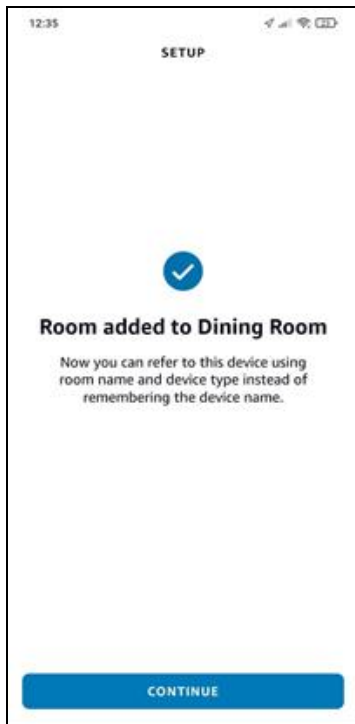 12:35
SETUP
Room added to Dining Room
Now you can refer to this device using
room name and device type instead of
remembering the device name.
CONTINUE